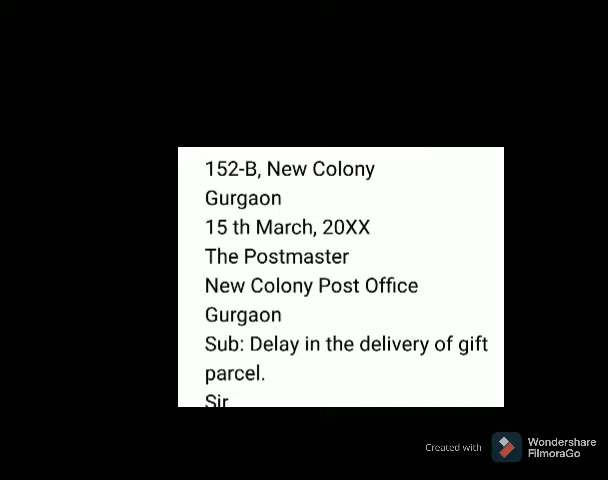 152-B, New Colony
Gurgaon
15 th March, 20XX
The Postmaster
New Colony Post Office
Gurgaon
Sub: Delay in the delivery of gift
parcel.
Sir
Created with Wondershare
FilmoraGo